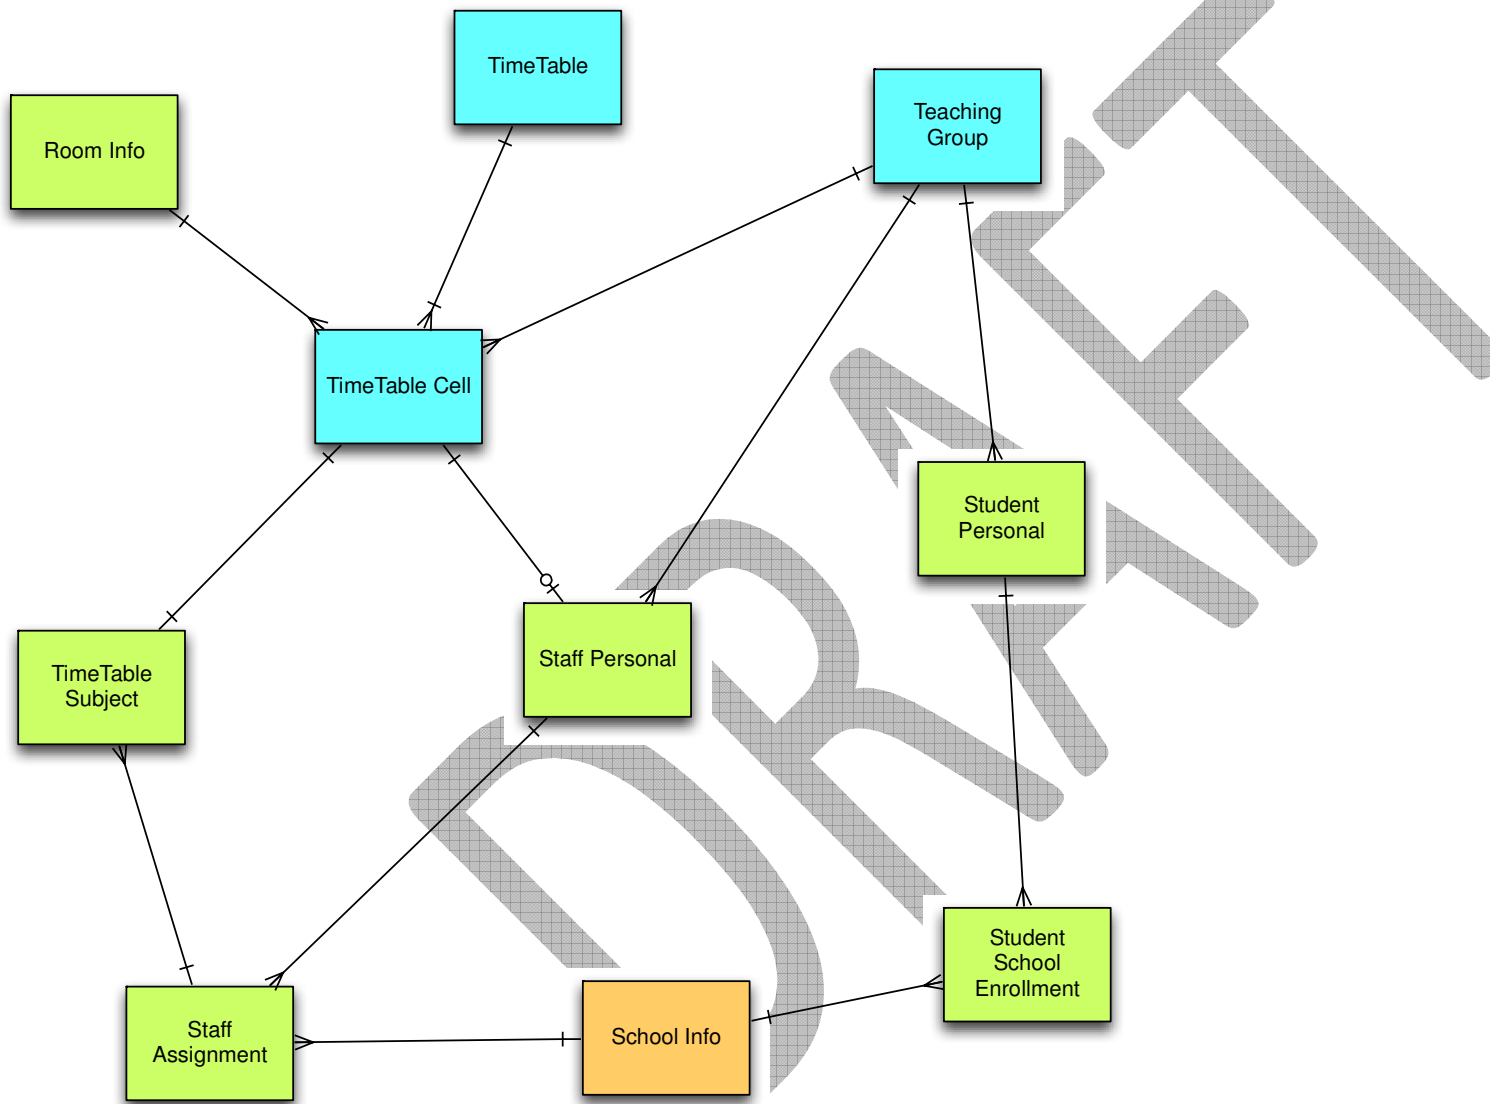 TimeTable
Room Info
Teaching
Group
TimeTable Cell
Student
Personal
Staff Personal
TimeTable
Subject
Student
School
Enrollment
Staff
Assignment
School Info
DRAFT